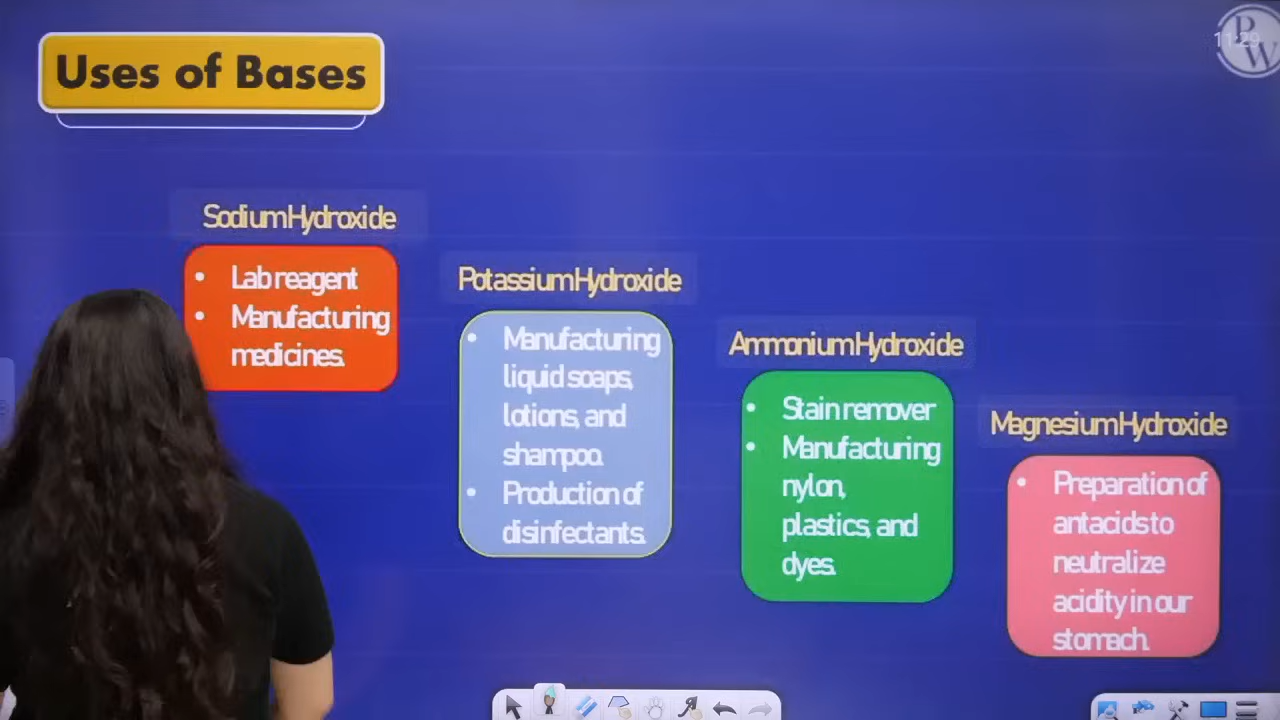 Uses of Bases
P
W
11:29
Sodium Hydroxide
• Lab reagent
• Manufacturing
medicines.
Potassium Hydroxide
• Manufacturing
liquid soaps,
lotions, and
shampoo.
• Production of
disinfectants.
Ammonium Hydroxide
• Stain remover
• Manufacturing
nylon,
plastics, and
dyes.
Magnesium Hydroxide
• Preparation of
antacids to
neutralize
acidity in our
stomach.